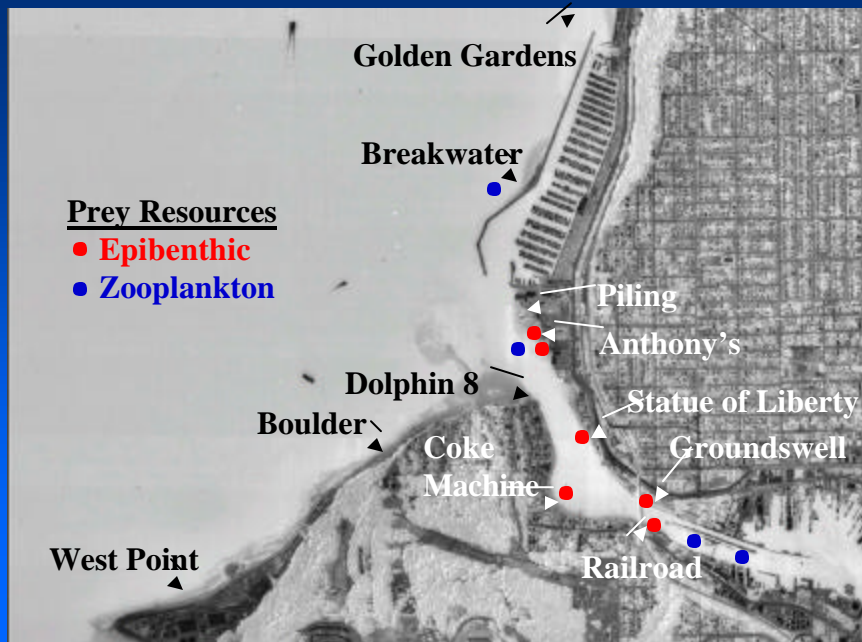 Golden Gardens
Breakwater
Prey Resources
Epibenthic
Zooplankton
Piling
Anthony's
Dolphin 8
Statue of Liberty
Boulder
Coke
Machine
Groundswell
West Point
Railroad